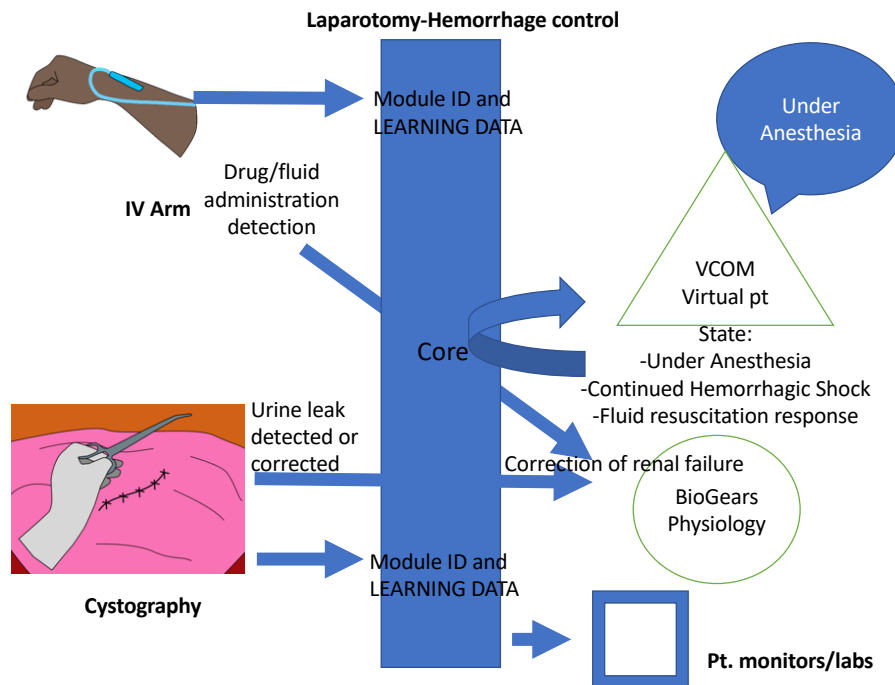 Laparotomy-Hemorrhage control
Module ID and
LEARNING DATA
Under
Anesthesia
IV Arm
Drug/fluid
administration
detection
VCOM
Virtual pt
Core
State:
-Under Anesthesia
-Continued Hemorrhagic Shock
-Fluid resuscitation response
Urine leak
detected or
corrected
Correction of renal failure
BioGears
Physiology
Module ID and
LEARNING DATA
Cystography
Pt. monitors/labs